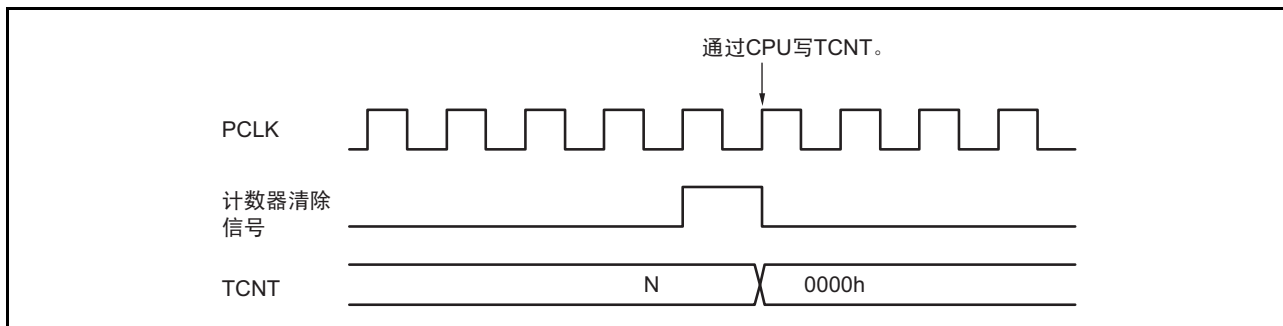 通过CPU写TCNT。
PCLK
计数器清除
信号
TCNT
N
0000h